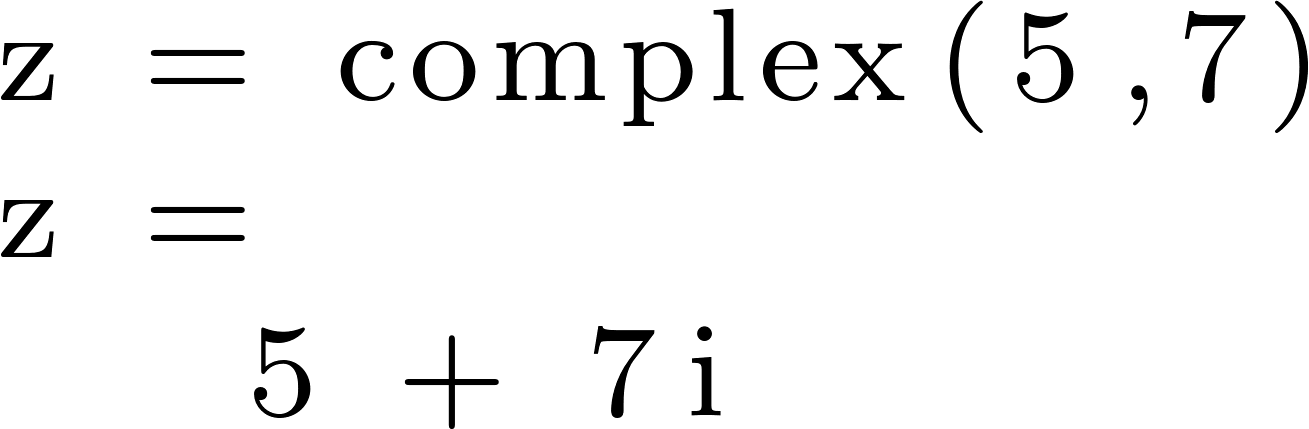 z = complex(5,7)
z =
5 + 7i